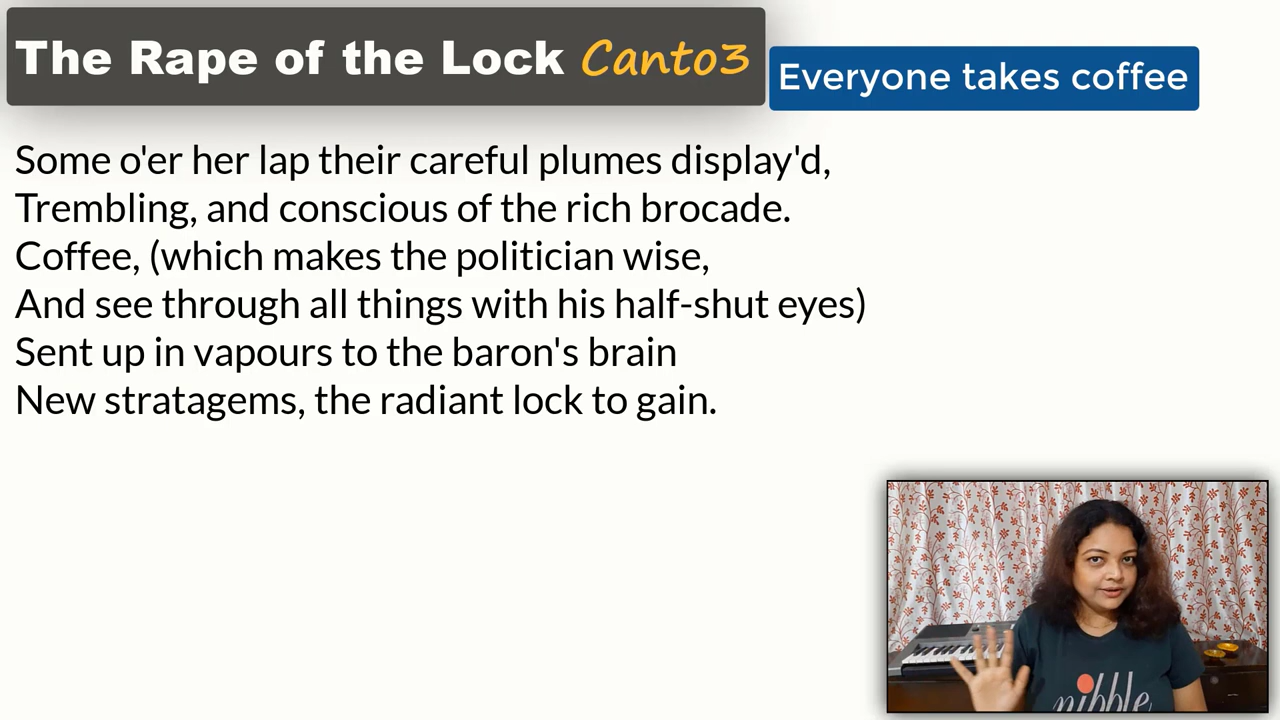 The Rape of the Lock Canto3
Everyone takes coffee
Some o'er her lap their careful plumes display'd,
Trembling, and conscious of the rich brocade.
Coffee, (which makes the politician wise,
And see through all things with his half-shut eyes)
Sent up in vapours to the baron's brain
New stratagems, the radiant lock to gain.
nibble